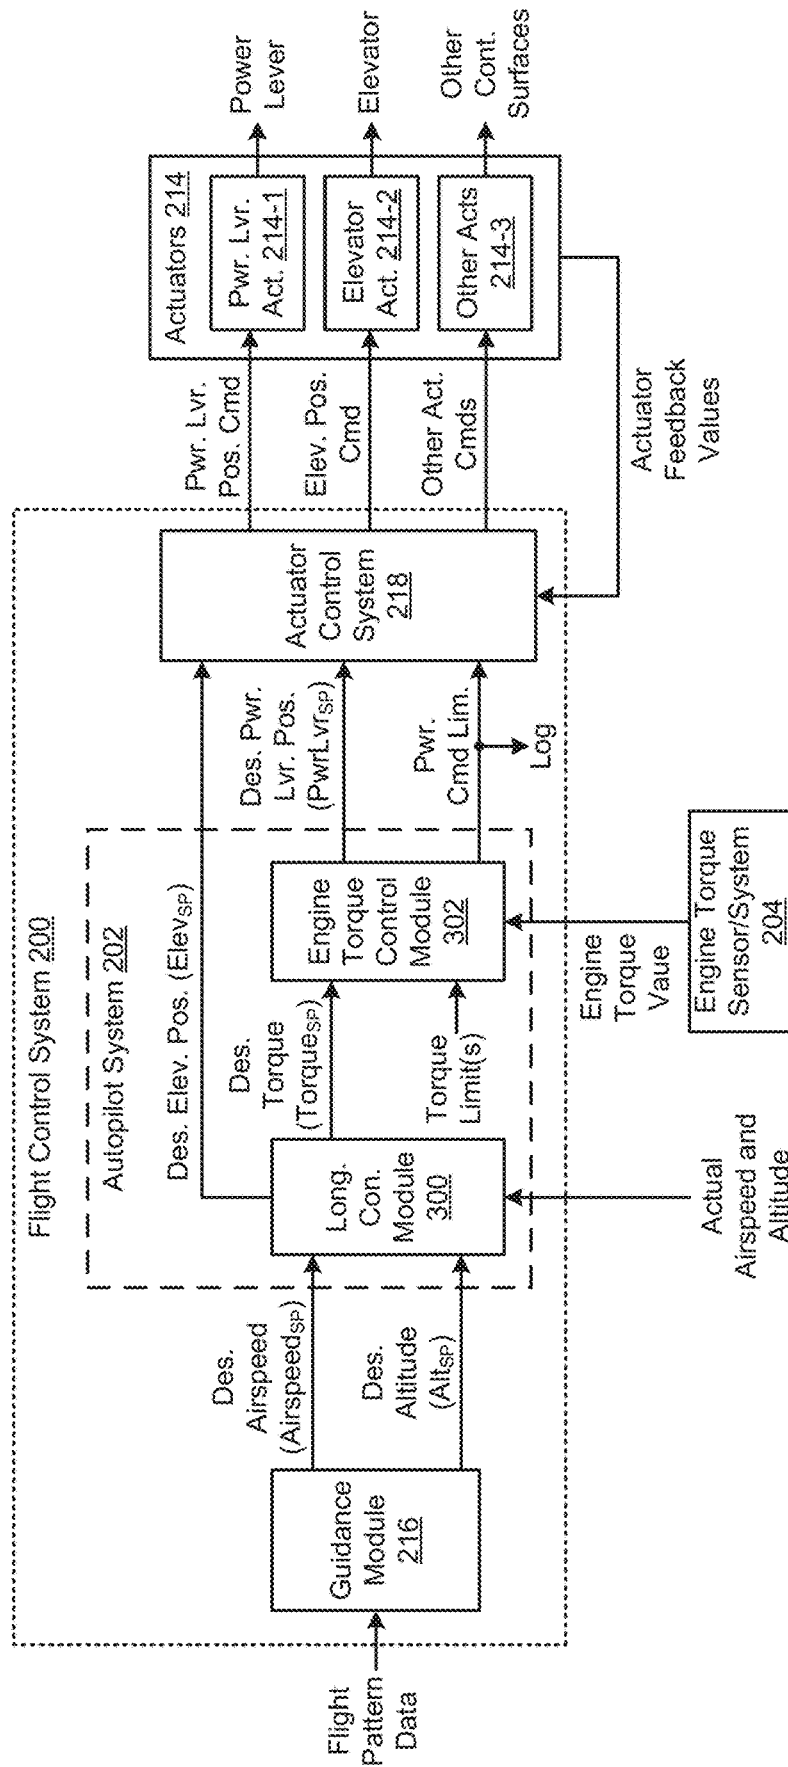 Flight Control System 200
Autopilot System 202
Flight
Pattern
Data
Guidance
Module
216
Des.
Airspeed
(AirspeedSP)
Des.
Altitude
(AltSP)
Long.
Con.
Module
300
Des. Elev. Pos. (ElevSP)
Des.
Torque
(TorqueSP)
Torque
Limit(s)
Actual
Airspeed and
Altitude
Engine
Torque
Control
Module
302
Engine
Torque
Vaue
Engine Torque
Sensor/System
204
Des. Pwr.
Lvr. Pos.
(PwrLvrSP)
Pwr.
Cmd Lim.
Log
Actuator
Control
System
218
Pwr. Lvr.
Pos. Cmd
Elev. Pos.
Cmd
Other Act.
Cmds
Actuators 214
Pwr. Lvr.
Act. 214-1
Elevator
Act. 214-2
Other Acts
214-3
Power
Lever
Elevator
Other
Cont.
Surfaces
Actuator
Feedback
Values